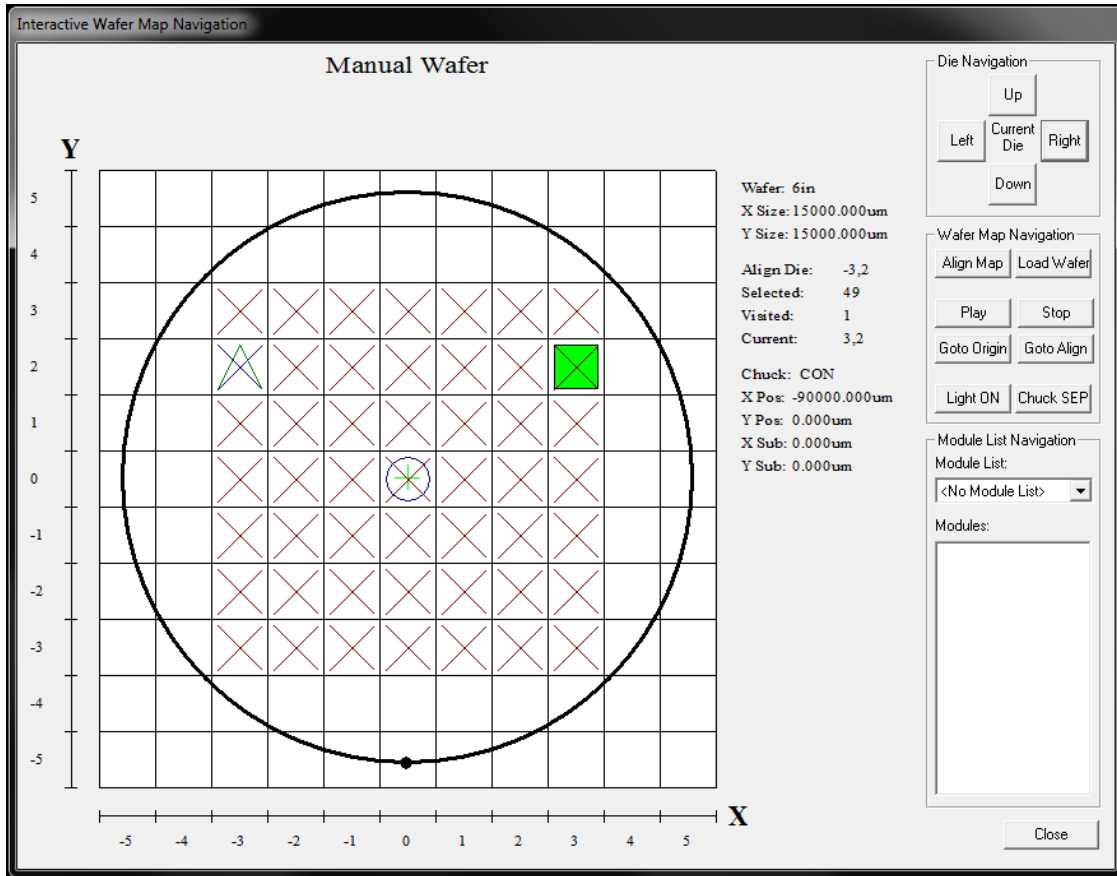 Interactive Wafer Map Navigation
Manual Wafer
Y
5
4
3
2
1
0
-1
-2
-3
-4
-5
-5 -4 -3 -2 -1 0 1 2 3 4 5
X
Wafer: 6in
X Size: 15000.000um
Y Size: 15000.000um
Align Die: -3,2
Selected: 49
Visited: 1
Current: 3,2
Chuck: CON
X Pos: -90000.000um
Y Pos: 0.000um
X Sub: 0.000um
Y Sub: 0.000um
Die Navigation
Up
Left
Current
Die
Right
Down
Wafer Map Navigation
Align Map Load Wafer
Play Stop
Goto Origin Goto Align
Light ON Chuck SEP
Module List Navigation
Module List:
<No Module List>
Modules:
Close